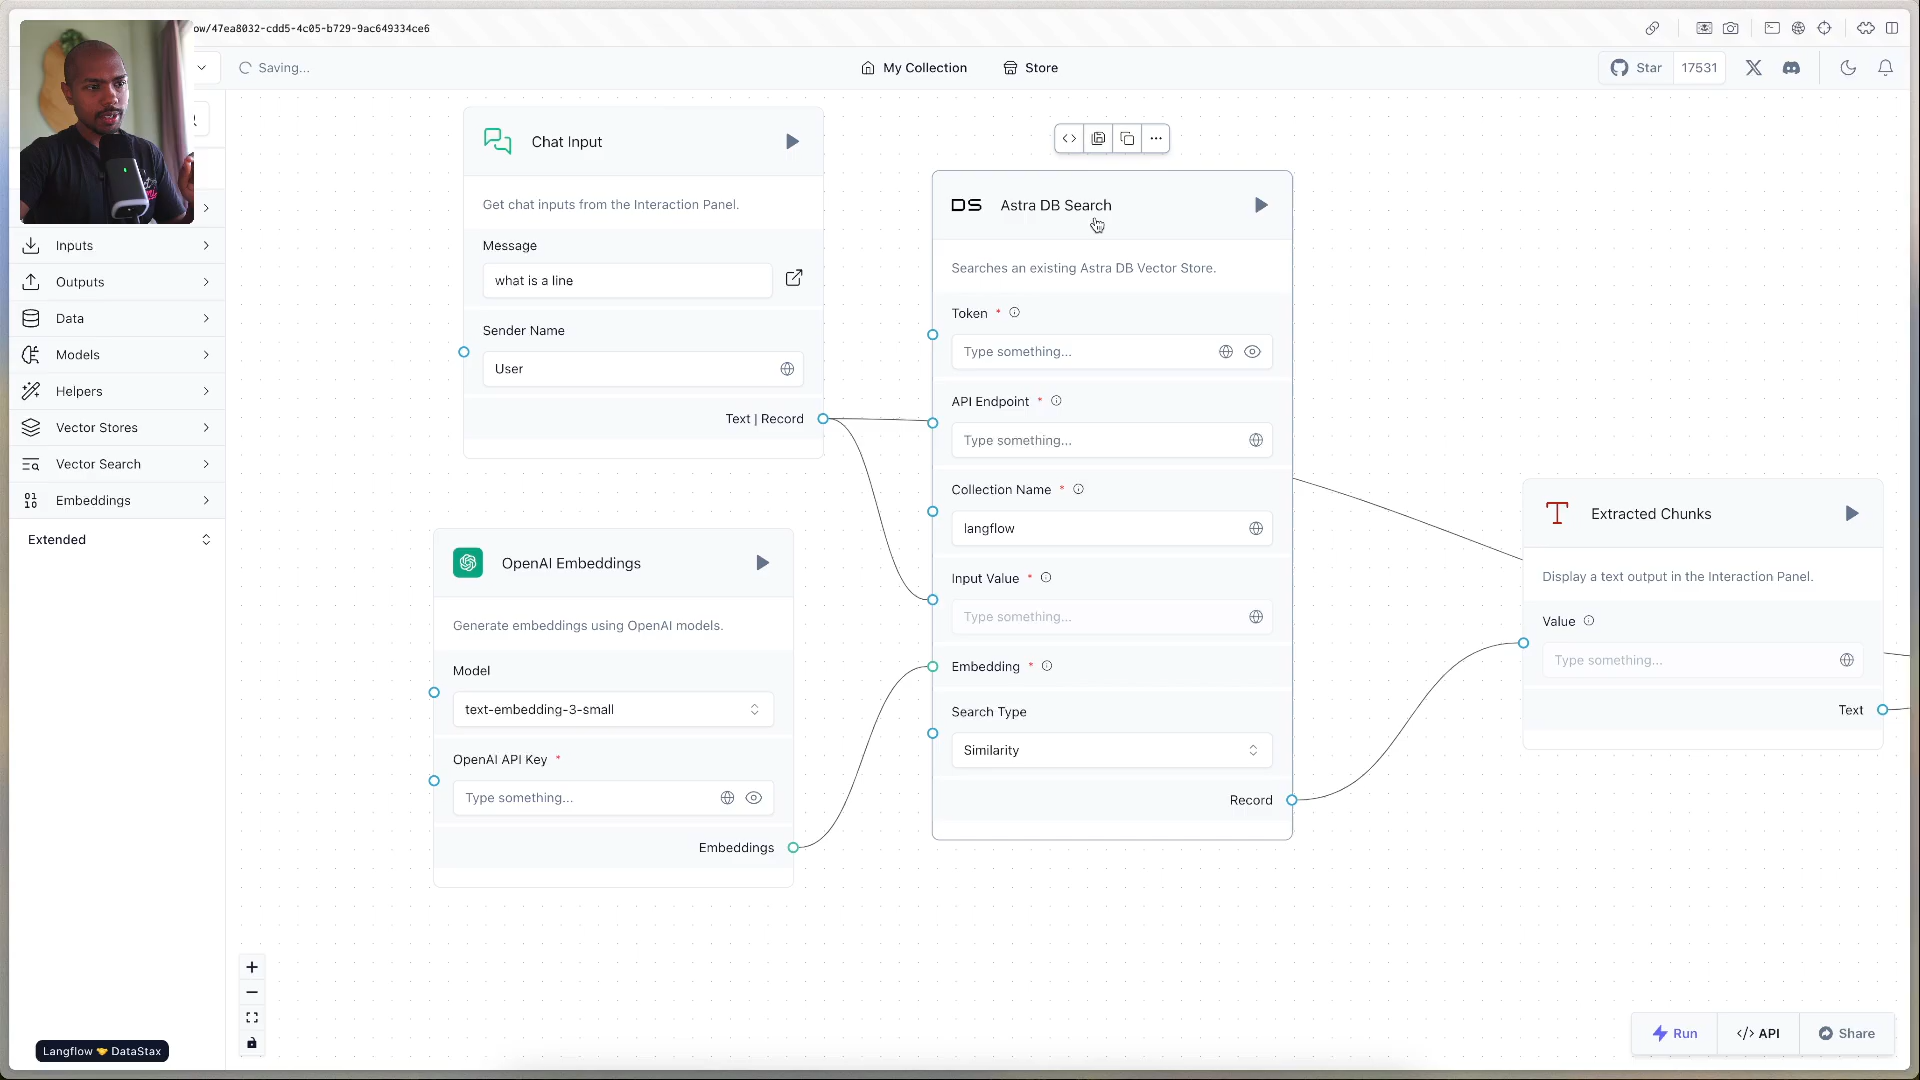 ow/47ea8032-cdd5-4c05-b729-9ac649334ce6
Saving...
My Collection
Store
Star
17531
Inputs
Outputs
Data
Models
Helpers
Vector Stores
Vector Search
Embeddings
Extended
Langflow 🤝 DataStax
Chat Input
Get chat inputs from the Interaction Panel.
Message
what is a line
Sender Name
User
Text | Record
OpenAI Embeddings
Generate embeddings using OpenAI models.
Model
text-embedding-3-small
OpenAI API Key *
Type something...
Embeddings
DS Astra DB Search
Searches an existing Astra DB Vector Store.
Token *
Type something...
API Endpoint *
Type something...
Collection Name *
langflow
Input Value *
Type something...
Embedding *
Search Type
Similarity
Record
Extracted Chunks
Display a text output in the Interaction Panel.
Value
Type something...
Text
Run
</> API
Share